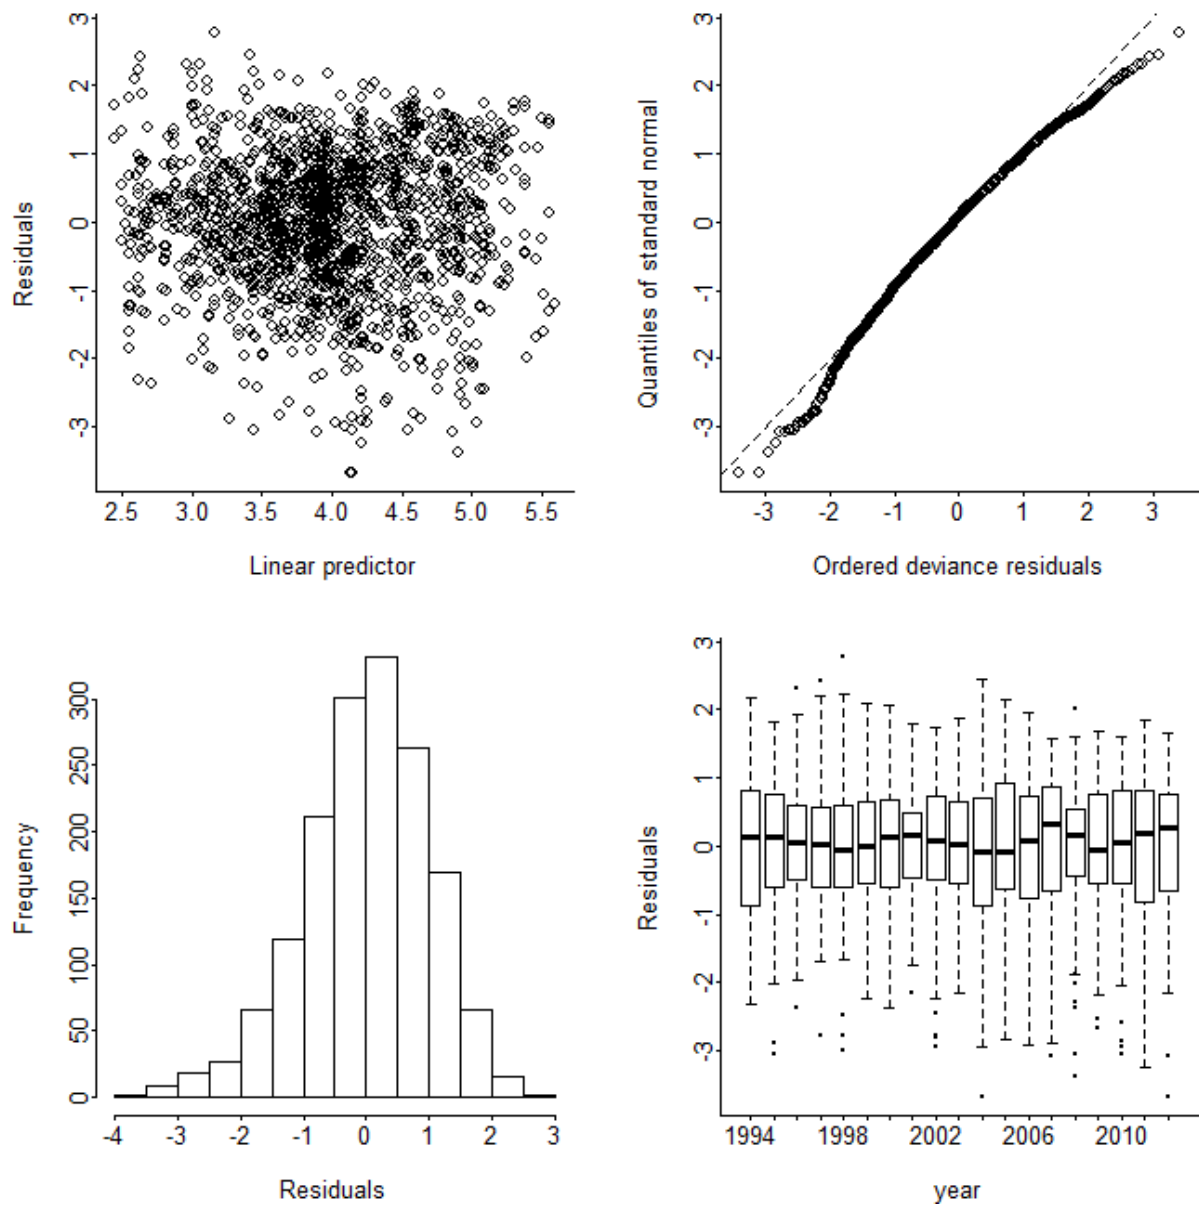 3
2
1
0
-1
-2
-3
Residuals
2.5 3.0 3.5 4.0 4.5 5.0 5.5
Linear predictor
3
2
1
0
-1
-2
-3
Quantiles of standard normal
-3 -2 -1 0 1 2 3
Ordered deviance residuals
300
250
200
150
100
50
0
Frequency
-4 -3 -2 -1 0 1 2 3
Residuals
3
2
1
0
-1
-2
-3
Residuals
1994 1998 2002 2006 2010
year